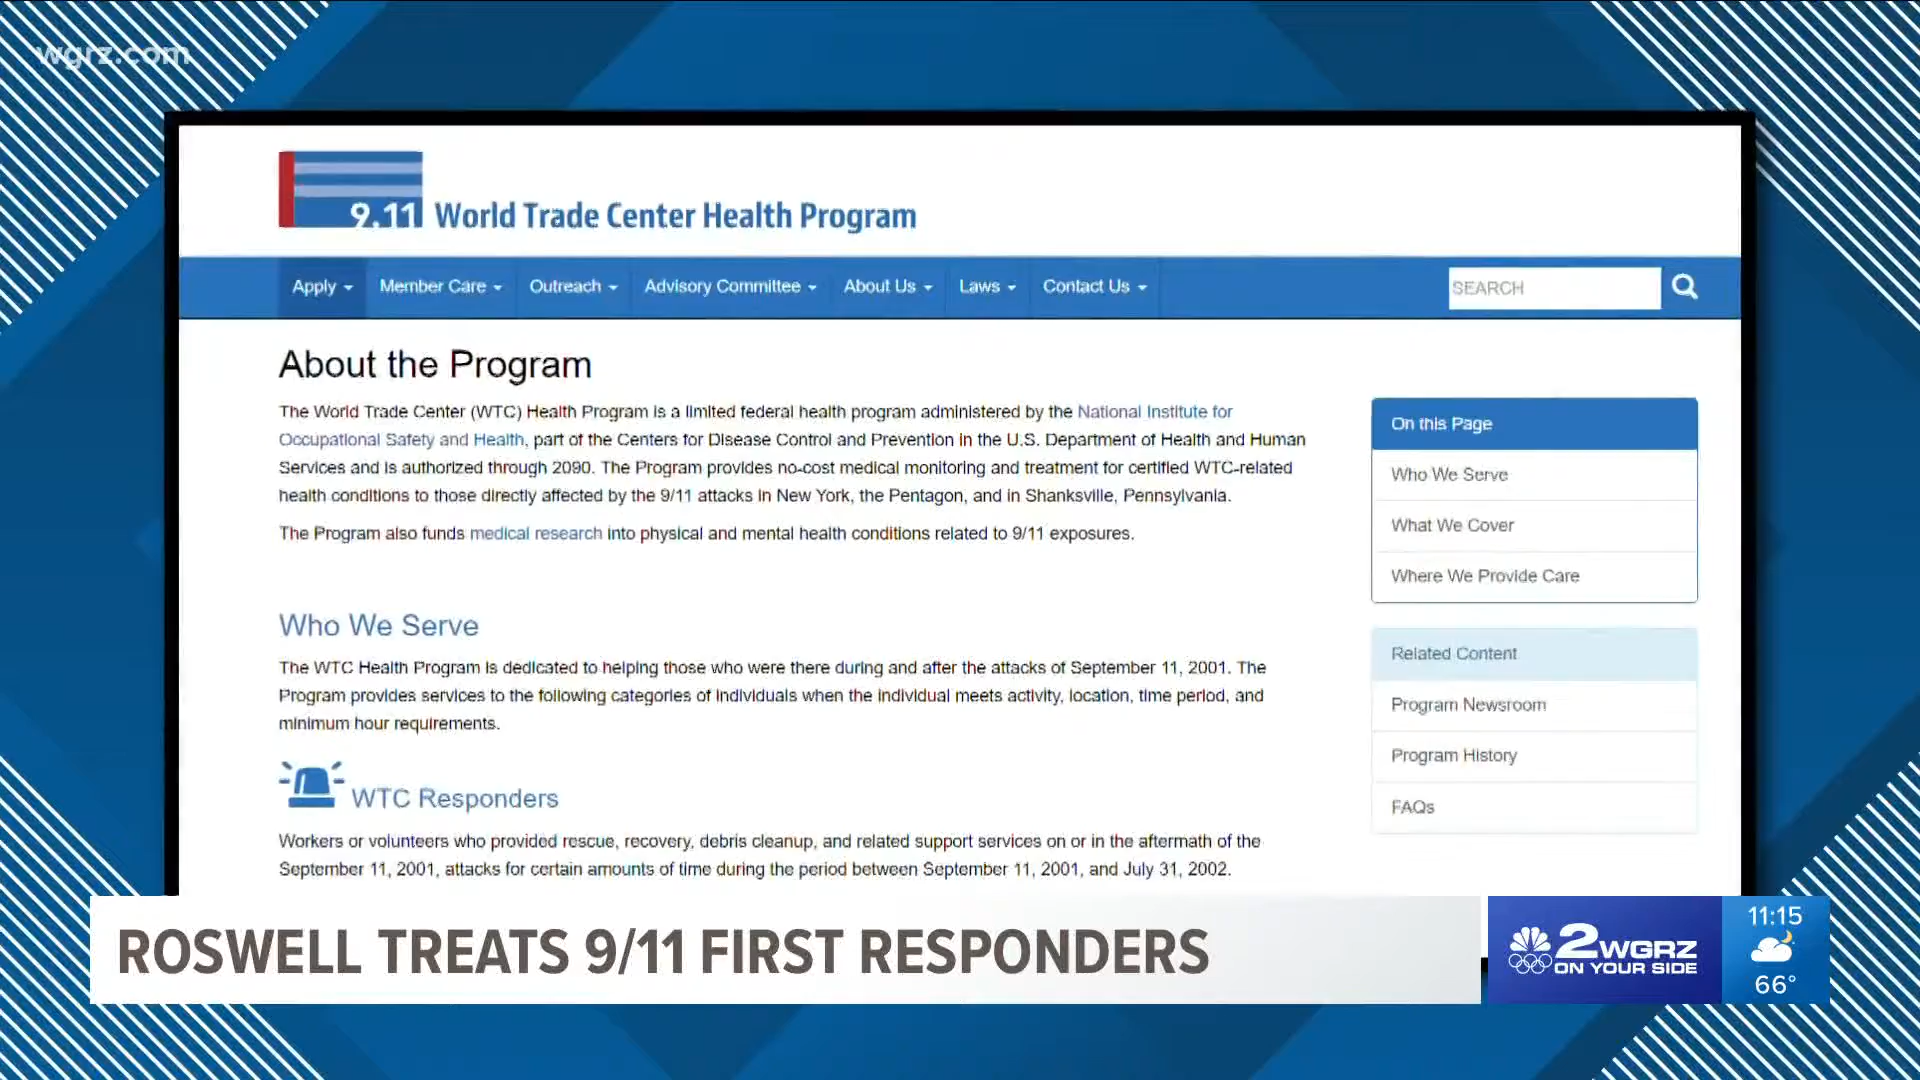 wgrz.com
9.11 World Trade Center Health Program
Apply Member Care Outreach Advisory Committee About Us Laws Contact Us SEARCH
About the Program
The World Trade Center (WTC) Health Program is a limited federal health program administered by the National Institute for
Occupational Safety and Health, part of the Centers for Disease Control and Prevention in the U.S. Department of Health and Human
Services and is authorized through 2090. The Program provides no-cost medical monitoring and treatment for certified WTC-related
health conditions to those directly affected by the 9/11 attacks in New York, the Pentagon, and in Shanksville, Pennsylvania.
The Program also funds medical research into physical and mental health conditions related to 9/11 exposures.
Who We Serve
The WTC Health Program is dedicated to helping those who were there during and after the attacks of September 11, 2001. The
Program provides services to the following categories of individuals when the individual meets activity, location, time period, and
minimum hour requirements.
WTC Responders
Workers or volunteers who provided rescue, recovery, debris cleanup, and related support services on or in the aftermath of the
September 11, 2001, attacks for certain amounts of time during the period between September 11, 2001, and July 31, 2002.
On this Page
Who We Serve
What We Cover
Where We Provide Care
Related Content
Program Newsroom
Program History
FAQs
ROSWELL TREATS 9/11 FIRST RESPONDERS
2 WGRZ
ON YOUR SIDE
11:15
66°